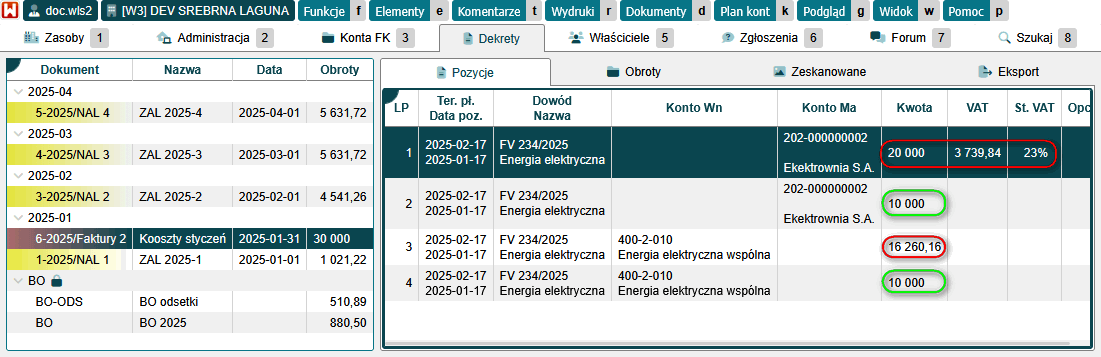 doc.wls2 [W3] DEV SREBRNA LAGUNA Funkcje f Elementy e Komentarze t Wydruki r Dokumenty d Plan kont k Podgląd g Widok w Pomoc p
Zasoby 1 Administracja 2 Konta FK 3 Dekrety Właściciele 5 Zgłoszenia 6 Forum 7 Szukaj 8
Dokument Nazwa Data Obroty
2025-04
5-2025/NAL 4 ZAL 2025-4 2025-04-01 5 631,72
2025-03
4-2025/NAL 3 ZAL 2025-3 2025-03-01 5 631,72
2025-02
3-2025/NAL 2 ZAL 2025-2 2025-02-01 4 541,26
2025-01
6-2025/Faktury 2 Kooszty styczeń 2025-01-31 30 000
1-2025/NAL 1 ZAL 2025-1 2025-01-01 1 021,22
BO
BO-ODS BO odsetki 510,89
BO BO 2025 880,50
Pozycje Obroty Zeskanowane Eksport
LP Ter. pł. Dowód Konto Wn Konto Ma Kwota VAT St. VAT Opc
Data poz. Nazwa
202-000000002
1 2025-02-17 FV 234/2025 20 000 3 739,84 23%
2025-01-17 Energia elektryczna
Ekektrownia S.A.
202-000000002
2 2025-02-17 FV 234/2025 10 000
2025-01-17 Energia elektryczna
Ekektrownia S.A.
3 2025-02-17 FV 234/2025 400-2-010 16 260,16
2025-01-17 Energia elektryczna Energia elektryczna wspólna
4 2025-02-17 FV 234/2025 400-2-010 10 000
2025-01-17 Energia elektryczna Energia elektryczna wspólna